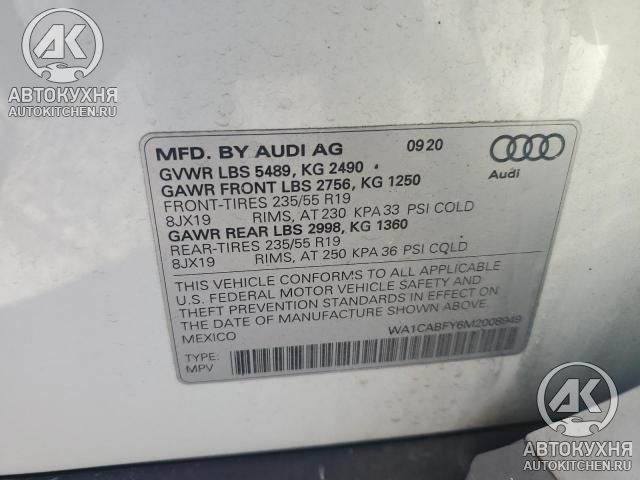 АВТОКУХНЯ
AUTOKITCHEN.RU
MFD. BY AUDI AG 0920
GVWR LBS 5489, KG 2490
GAWR FRONT LBS 2756, KG 1250
FRONT-TIRES 235/55 R19
8JX19 RIMS, AT 230 KPA 33 PSI COLD
GAWR REAR LBS 2998, KG 1360
REAR-TIRES 235/55 R19
8JX19 RIMS, AT 250 KPA 36 PSI COLD
Audi
THIS VEHICLE CONFORMS TO ALL APPLICABLE
U.S. FEDERAL MOTOR VEHICLE SAFETY AND
THEFT PREVENTION STANDARDS IN EFFECT ON
THE DATE OF MANUFACTURE SHOWN ABOVE.
MEXICO
WA1CABFY6M2008949
TYPE:
MPV
АК
АВТОКУХНЯ
AUTOKITCHEN.RU